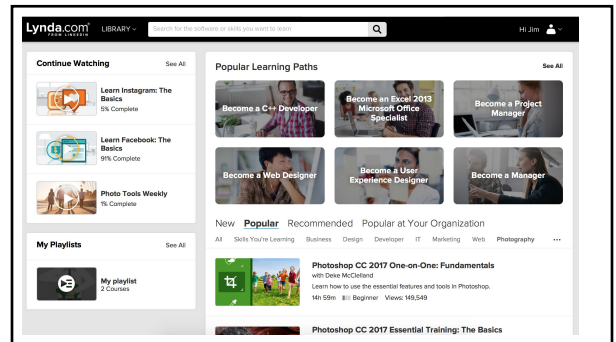 Lynda.com
FROM LINKEDIN
LIBRARY
Search for the software or skills you want to learn
Hi Jim
Continue Watching
See All
Learn Instagram: The
Basics
5% Complete
Learn Facebook: The
Basics
91% Complete
Photo Tools Weekly
1% Complete
My Playlists
See All
My playlist
2 Courses
Popular Learning Paths
See All
Become a C++ Developer
Become an Excel 2013
Microsoft Office
Specialist
Become a Project
Manager
Become a Web Designer
Become a User
Experience Designer
Become a Manager
New Popular Recommended Popular at Your Organization
All Skills You're Learning Business Design Developer IT Marketing Web Photography ...
Photoshop CC 2017 One-on-One: Fundamentals
with Deke McClelland
Learn how to use the essential features and tools in Photoshop.
14h 59m Beginner Views: 149,549
Photoshop CC 2017 Essential Training: The Basics